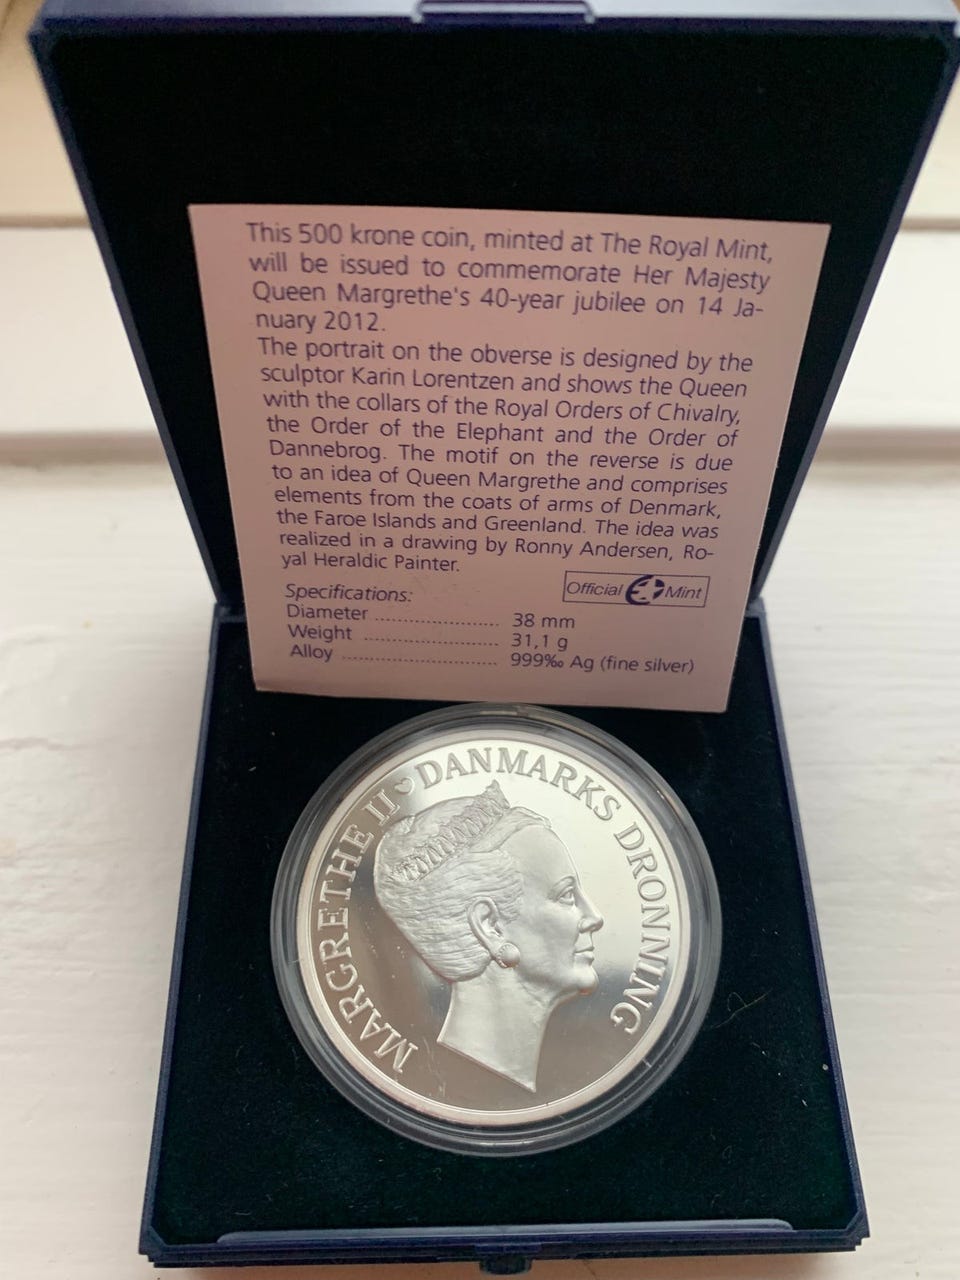 This 500 krone coin, minted at The Royal Mint,
will be issued to commemorate Her Majesty
Queen Margrethe's 40-year jubilee on 14 Ja-
nuary 2012.
The portrait on the obverse is designed by the
sculptor Karin Lorentzen and shows the Queen
with the collars of the Royal Orders of Chivalry,
the Order of the Elephant and the Order of
Dannebrog. The motif on the reverse is due
to an idea of Queen Margrethe and comprises
elements from the coats of arms of Denmark,
the Faroe Islands and Greenland. The idea was
realized in a drawing by Ronny Andersen, Ro-
yal Heraldic Painter.
Official Mint
Specifications:
Diameter ........................ 38 mm
Weight .......................... 31,1 g
Alloy .............................. 999‰ Ag (fine silver)
MARGRETHE II ♡ DANMARKS DRONNING